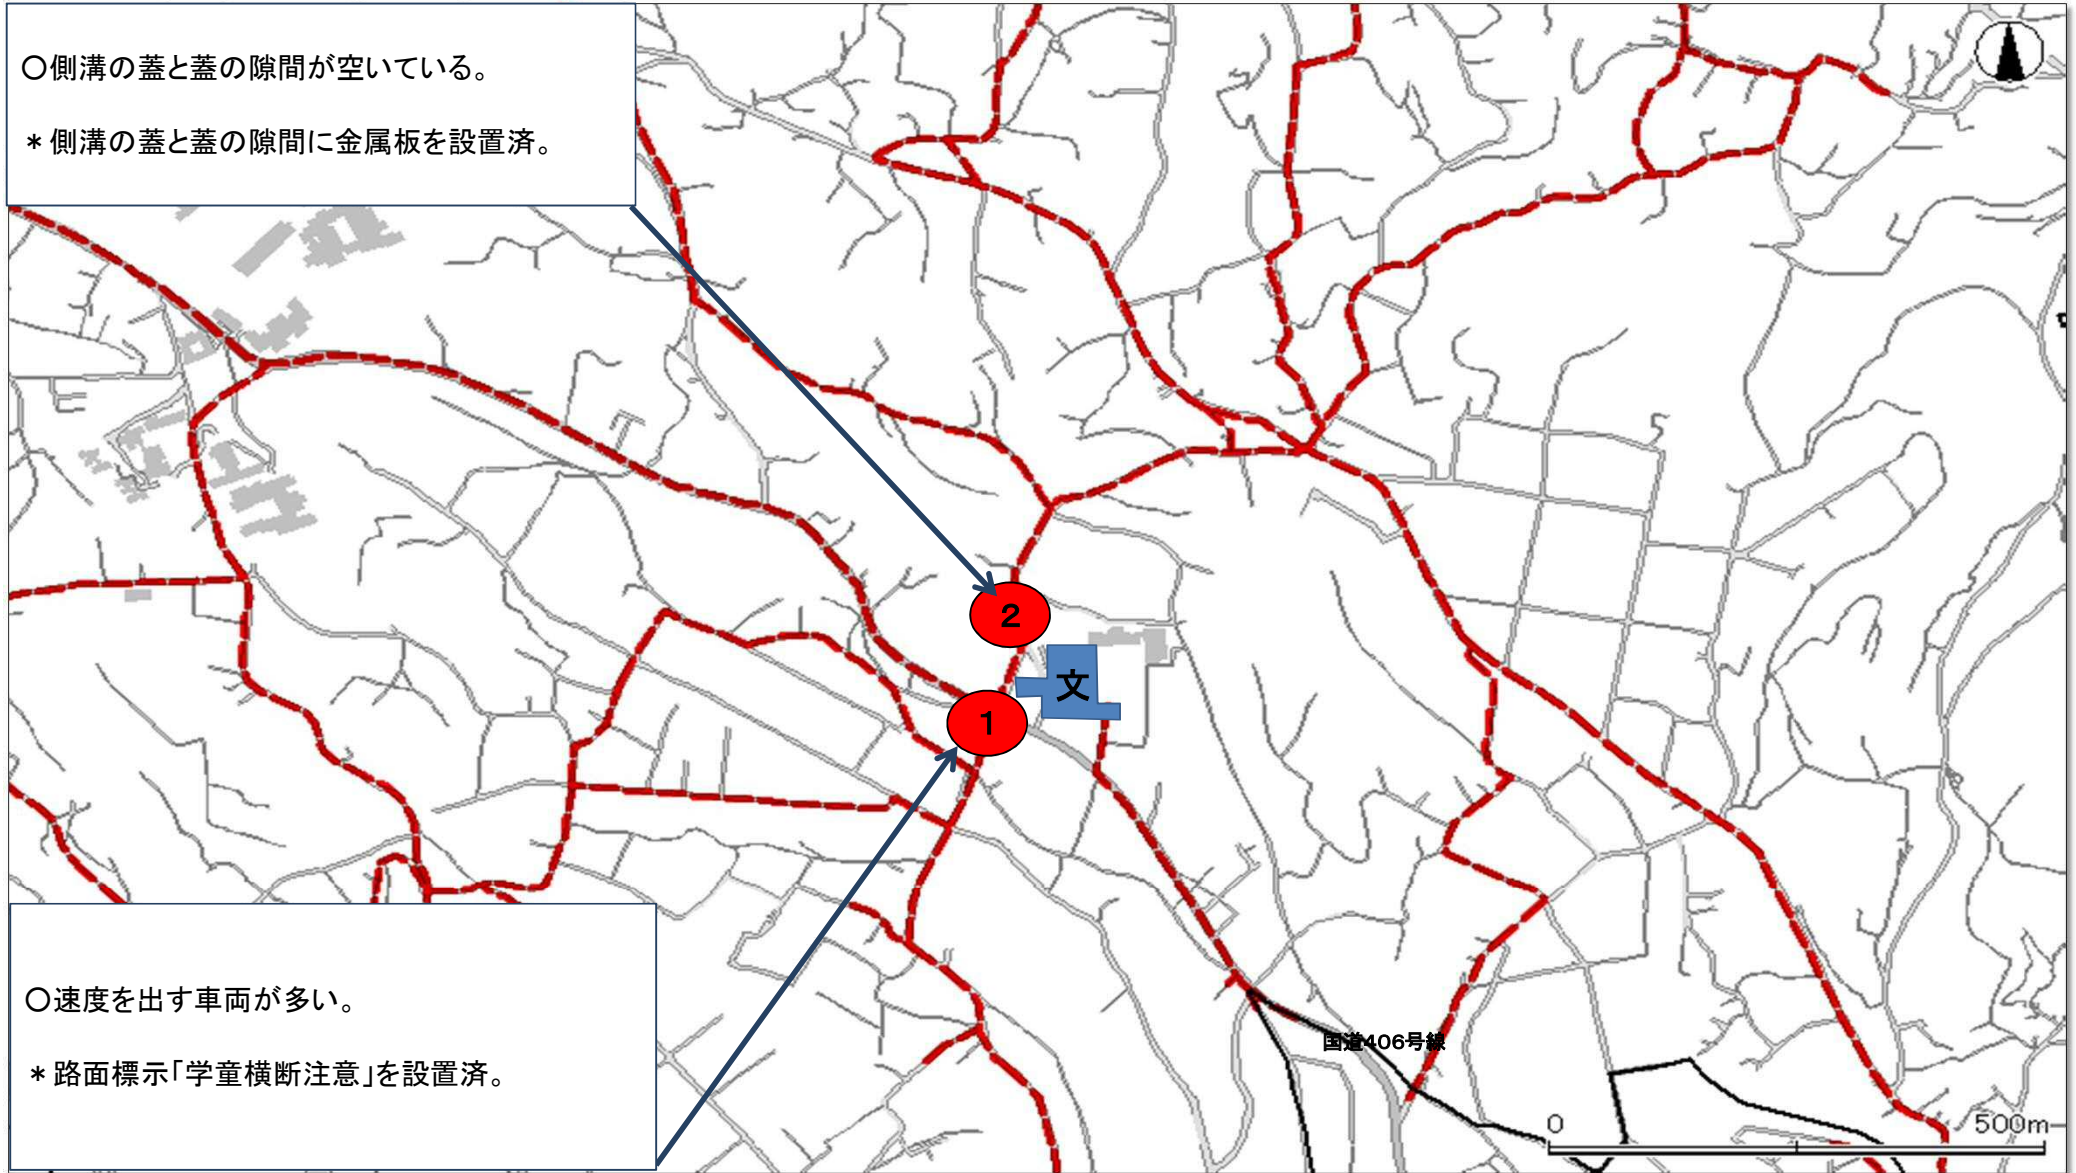 ○側溝の蓋と蓋の隙間が空いている。
＊側溝の蓋と蓋の隙間に金属板を設置済。
2
文
1
○速度を出す車両が多い。
＊路面標示「学童横断注意」を設置済。
国道406号線
0
500m